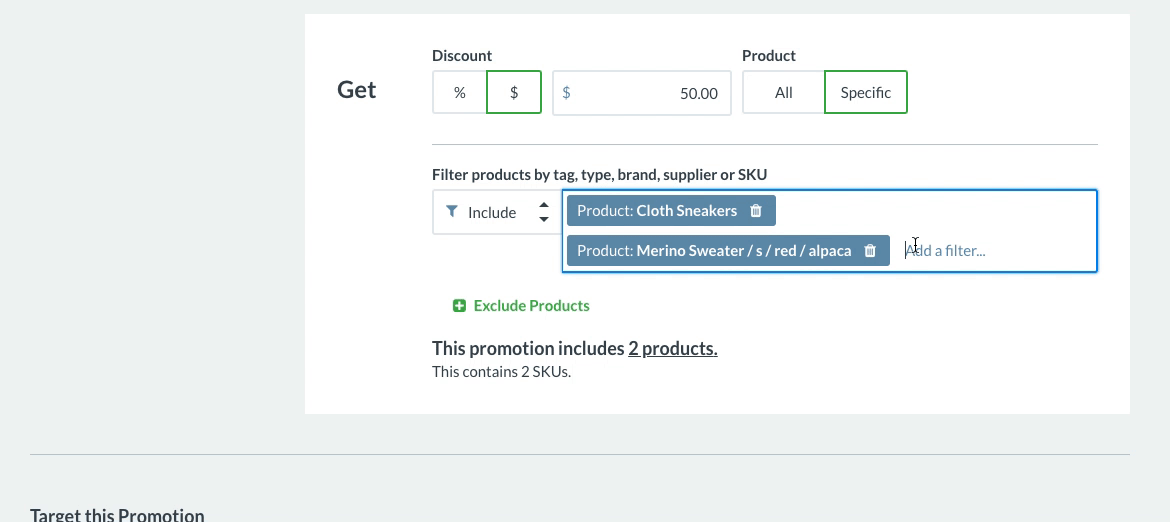 Discount
Product
Get
%
$
$
50.00
All
Specific
Filter products by tag, type, brand, supplier or SKU
Include
Product: Cloth Sneakers
Product: Merino Sweater / s / red / alpaca
Add a filter...
Exclude Products
This promotion includes 2 products.
This contains 2 SKUs.
Target this Promotion